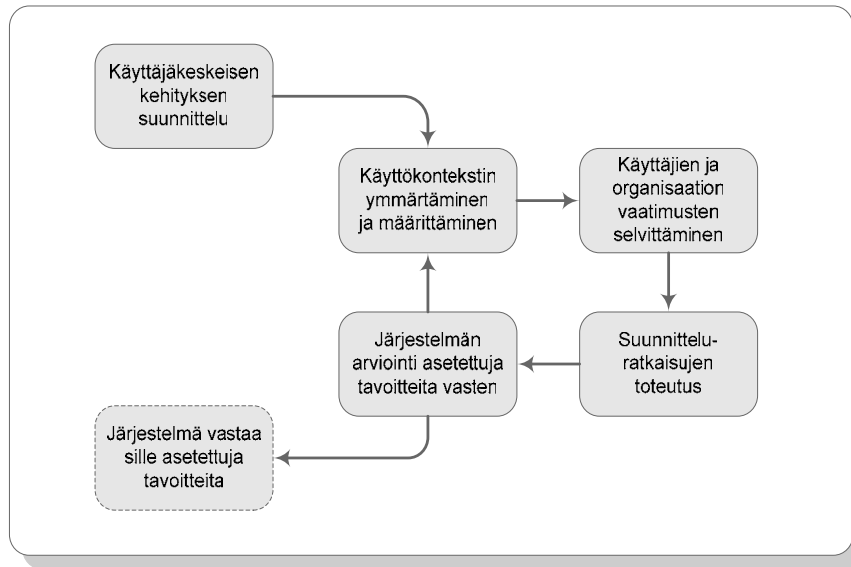 Käyttäjäkeskeisen
kehityksen
suunnittelu
Käyttökontekstin
ymmärtäminen
ja määrittäminen
Käyttäjien ja
organisaation
vaatimusten
selvittäminen
Suunnittelu-
ratkaisujen
toteutus
Järjestelmän
arviointi asetettuja
tavoitteita vasten
Järjestelmä vastaa
sille asetettuja
tavoitteita